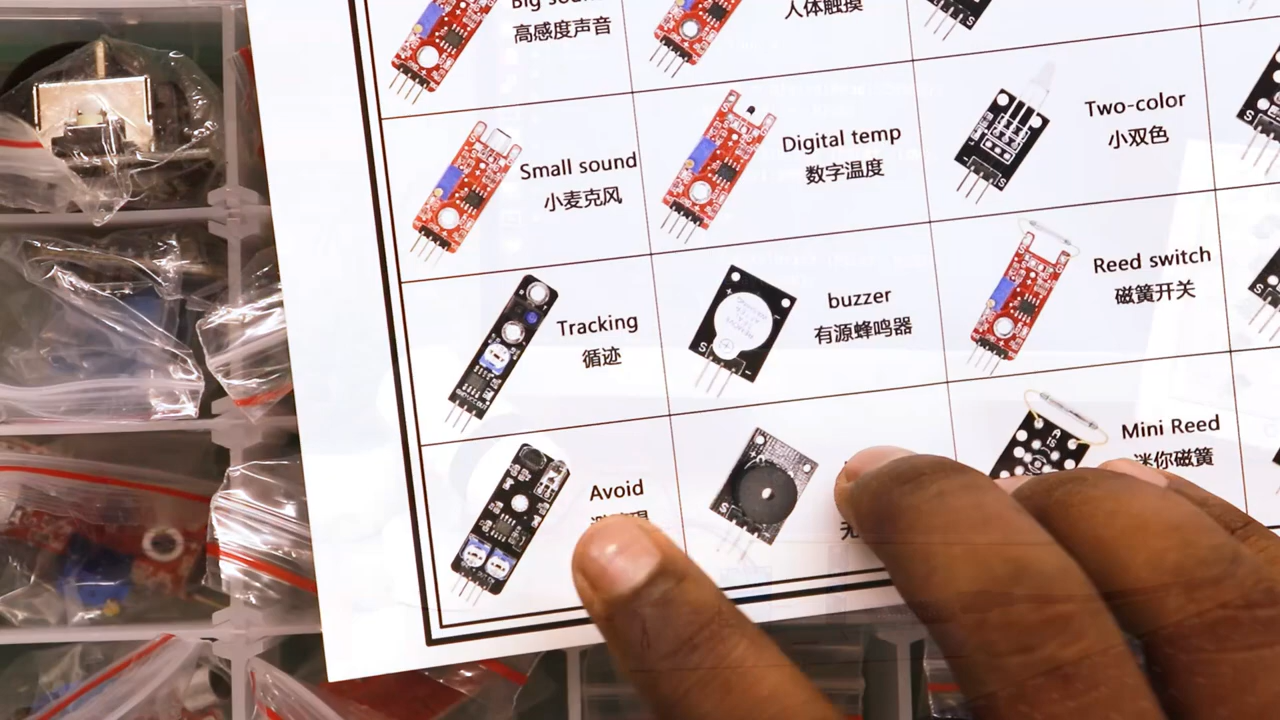 高感度声音
人体触摸
Small sound
小麦克风
Digital temp
数字温度
Two-color
小双色
Tracking
循迹
buzzer
有源蜂鸣器
Reed switch
磁簧开关
Avoid
Mini Reed
迷你磁簧